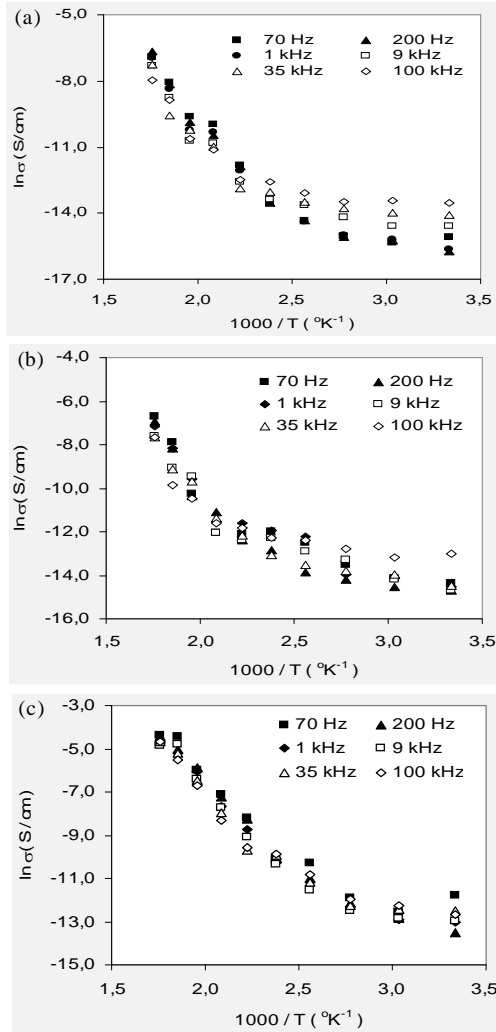 (a)
-5,0
-8,0
-11,0
-14,0
-17,0
lnσ(S/cm)
70 Hz 200 Hz
1 kHz 9 kHz
35 kHz 100 kHz
1,5 2,0 2,5 3,0 3,5
1000 / T ( °K⁻¹)
(b)
-4,0
-6,0
-8,0
-10,0
-12,0
-14,0
-16,0
lnσ(S/cm)
70 Hz 200 Hz
1 kHz 9 kHz
35 kHz 100 kHz
1,5 2,0 2,5 3,0 3,5
1000 / T ( °K⁻¹)
(c)
-3,0
-5,0
-7,0
-9,0
-11,0
-13,0
-15,0
lnσ(S/cm)
70 Hz 200 Hz
1 kHz 9 kHz
35 kHz 100 kHz
1,5 2,0 2,5 3,0 3,5
1000 / T ( °K⁻¹)